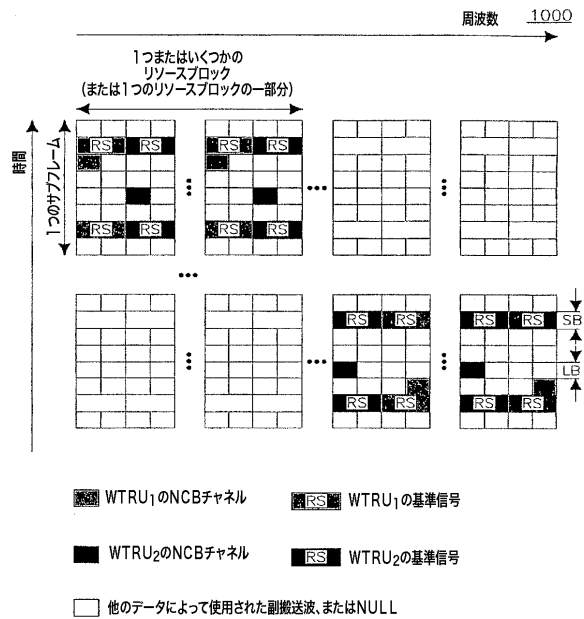 周波数 1000
1つまたはいくつかの
リソースブロック
(または1つのリソースブロックの一部分)
時間
1つのサブフレーム
RS RS RS RS
RS RS RS RS
RS RS RS RS
SB
LB
RS RS RS RS
WTRU1のNCBチャネル
RS WTRU1の基準信号
WTRU2のNCBチャネル
RS WTRU2の基準信号
他のデータによって使用された副搬送波、またはNULL